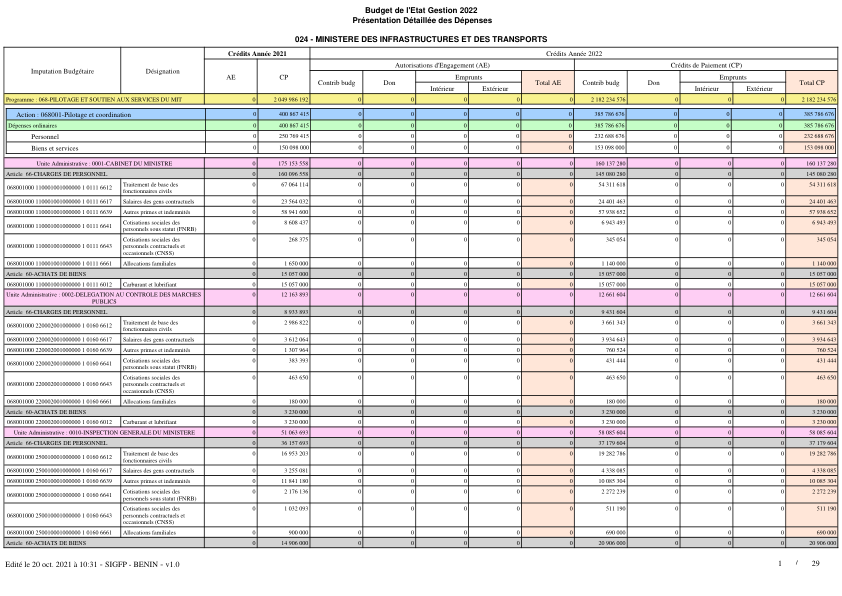 Budget de l'Etat Gestion 2022
Présentation Détaillée des Dépenses
024 - MINISTERE DES INFRASTRUCTURES ET DES TRANSPORTS
Imputation Budgétaire Désignation Crédits Année 2021 Crédits Année 2022
AE CP Autorisations d'Engagement (AE) Crédits de Paiement (CP)
Contrib budg Don Emprunts Total AE Contrib budg Don Emprunts Total CP
Intérieur Extérieur Intérieur Extérieur
Programme : 068-PILOTAGE ET SOUTIEN AUX SERVICES DU MIT 0 2 049 986 192 0 0 0 0 0 2 182 234 576 0 0 0 2 182 234 576
Action : 068001-Pilotage et coordination 0 400 867 415 0 0 0 0 0 385 786 676 0 0 0 385 786 676
Dépenses ordinaires 0 400 867 415 0 0 0 0 0 385 786 676 0 0 0 385 786 676
Personnel 0 250 769 415 0 0 0 0 0 232 688 676 0 0 0 232 688 676
Biens et services 0 150 098 000 0 0 0 0 0 153 098 000 0 0 0 153 098 000
Unite Administrative : 0001-CABINET DU MINISTRE 0 175 153 558 0 0 0 0 0 160 137 280 0 0 0 160 137 280
Article 66-CHARGES DE PERSONNEL 0 160 096 558 0 0 0 0 0 145 080 280 0 0 0 145 080 280
068001000 110001001000000 1 0111 6612 Traitement de base des fonctionnaires civils 0 67 064 114 0 0 0 0 0 54 311 618 0 0 0 54 311 618
068001000 110001001000000 1 0111 6617 Salaires des gens contractuels 0 23 564 032 0 0 0 0 0 24 401 463 0 0 0 24 401 463
068001000 110001001000000 1 0111 6639 Autres primes et indemnités 0 58 941 600 0 0 0 0 0 57 938 652 0 0 0 57 938 652
068001000 110001001000000 1 0111 6641 Cotisations sociales des personnels sous statut (FNRB) 0 8 608 437 0 0 0 0 0 6 943 493 0 0 0 6 943 493
068001000 110001001000000 1 0111 6643 Cotisations sociales des personnels contractuels et occasionnels (CNSS) 0 268 375 0 0 0 0 0 345 054 0 0 0 345 054
068001000 110001001000000 1 0111 6661 Allocations familiales 0 1 650 000 0 0 0 0 0 1 140 000 0 0 0 1 140 000
Article 60-ACHATS DE BIENS 0 15 057 000 0 0 0 0 0 15 057 000 0 0 0 15 057 000
068001000 110001001000000 1 0111 6012 Carburant et lubrifiant 0 15 057 000 0 0 0 0 0 15 057 000 0 0 0 15 057 000
Unite Administrative : 0002-DELEGATION AU CONTROLE DES MARCHES PUBLICS 0 12 163 893 0 0 0 0 0 12 661 604 0 0 0 12 661 604
Article 66-CHARGES DE PERSONNEL 0 8 933 893 0 0 0 0 0 9 431 604 0 0 0 9 431 604
068001000 220002001000000 1 0160 6612 Traitement de base des fonctionnaires civils 0 2 986 822 0 0 0 0 0 3 661 343 0 0 0 3 661 343
068001000 220002001000000 1 0160 6617 Salaires des gens contractuels 0 3 612 064 0 0 0 0 0 3 934 643 0 0 0 3 934 643
068001000 220002001000000 1 0160 6639 Autres primes et indemnités 0 1 307 964 0 0 0 0 0 760 524 0 0 0 760 524
068001000 220002001000000 1 0160 6641 Cotisations sociales des personnels sous statut (FNRB) 0 383 393 0 0 0 0 0 431 444 0 0 0 431 444
068001000 220002001000000 1 0160 6643 Cotisations sociales des personnels contractuels et occasionnels (CNSS) 0 463 650 0 0 0 0 0 463 650 0 0 0 463 650
068001000 220002001000000 1 0160 6661 Allocations familiales 0 180 000 0 0 0 0 0 180 000 0 0 0 180 000
Article 60-ACHATS DE BIENS 0 3 230 000 0 0 0 0 0 3 230 000 0 0 0 3 230 000
068001000 220002001000000 1 0160 6012 Carburant et lubrifiant 0 3 230 000 0 0 0 0 0 3 230 000 0 0 0 3 230 000
Unite Administrative : 0010-INSPECTION GENERALE DU MINISTERE 0 51 063 693 0 0 0 0 0 58 085 604 0 0 0 58 085 604
Article 66-CHARGES DE PERSONNEL 0 36 157 693 0 0 0 0 0 37 179 604 0 0 0 37 179 604
068001000 250010001000000 1 0160 6612 Traitement de base des fonctionnaires civils 0 16 953 203 0 0 0 0 0 19 282 786 0 0 0 19 282 786
068001000 250010001000000 1 0160 6617 Salaires des gens contractuels 0 3 255 081 0 0 0 0 0 4 338 085 0 0 0 4 338 085
068001000 250010001000000 1 0160 6639 Autres primes et indemnités 0 11 841 180 0 0 0 0 0 10 085 304 0 0 0 10 085 304
068001000 250010001000000 1 0160 6641 Cotisations sociales des personnels sous statut (FNRB) 0 2 176 136 0 0 0 0 0 2 272 239 0 0 0 2 272 239
068001000 250010001000000 1 0160 6643 Cotisations sociales des personnels contractuels et occasionnels (CNSS) 0 1 032 093 0 0 0 0 0 511 190 0 0 0 511 190
068001000 250010001000000 1 0160 6661 Allocations familiales 0 900 000 0 0 0 0 0 690 000 0 0 0 690 000
Article 60-ACHATS DE BIENS 0 14 906 000 0 0 0 0 0 20 906 000 0 0 0 20 906 000
Edité le 20 oct. 2021 à 10:31 - SIGFP - BENIN - v1.0 1 / 29